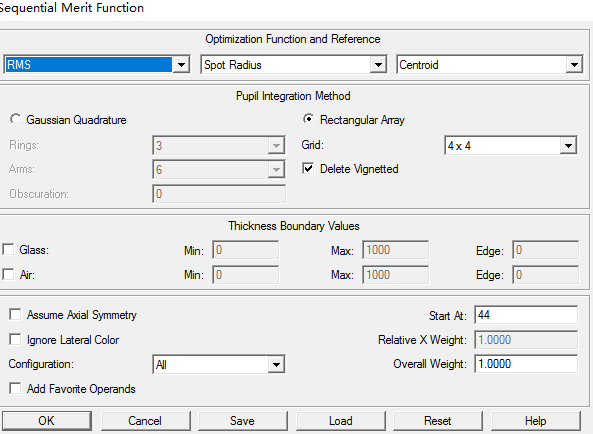 Sequential Merit Function
Optimization Function and Reference
RMS Spot Radius Centroid
Pupil Integration Method
Gaussian Quadrature Rectangular Array
Rings: 3 Grid: 4 x 4
Arms: 6 Delete Vignetted
Obscuration: 0
Thickness Boundary Values
Glass: Min: 0 Max: 1000 Edge: 0
Air: Min: 0 Max: 1000 Edge: 0
Assume Axial Symmetry Start At: 44
Ignore Lateral Color Relative X Weight: 1.0000
Configuration: All Overall Weight: 1.0000
Add Favorite Operands
OK Cancel Save Load Reset Help